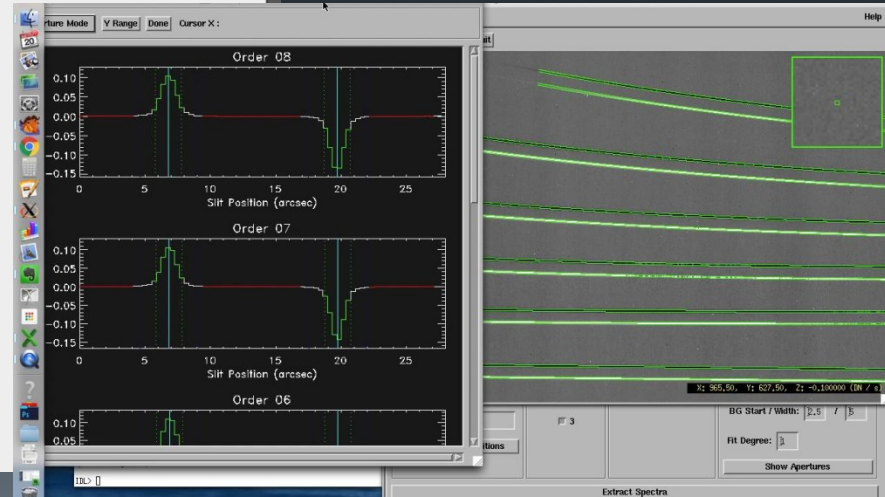 rture Mode Y Range Done Cursor X :
Help
Order 08
0.10
0.05
0.00
-0.05
-0.10
-0.15
0 5 10 15 20 25
Slit Position (arcsec)
Order 07
0.10
0.05
0.00
-0.05
-0.10
-0.15
0 5 10 15 20 25
Slit Position (arcsec)
Order 06
0.10
0.05
X: 965.50, Y: 627.50, Z: -0.100000 (DN / s)
BG Start / Width: 2.5 / 5
3
Fit Degree: 1
itions
Show Apertures
IDL>
Extract Spectra
20